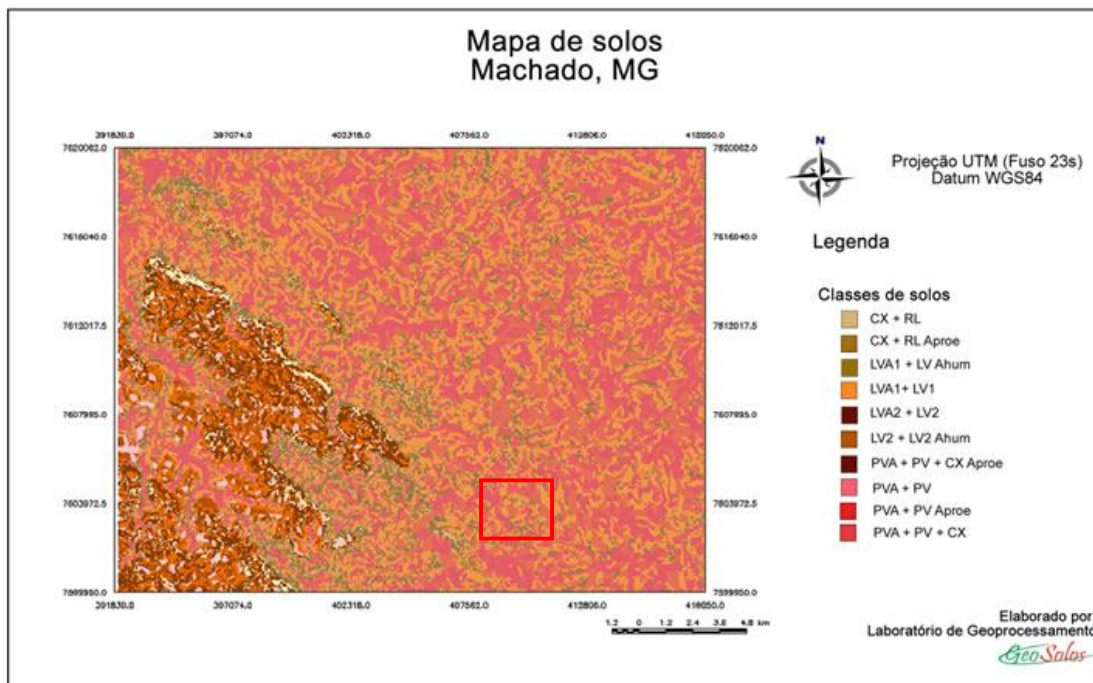 Mapa de solos
Machado, MG
391830.0 397074.0 402318.0 407562.0 412806.0 418050.0
7620062.0 7620062.0
N
Projeção UTM (Fuso 23s)
Datum WGS84
7616040.0 7616040.0
Legenda
Classes de solos
CX + RL
7612017.5 7612017.5
CX + RL Aproe
LVA1 + LV Ahum
LVA1+ LV1
7607995.0 7607995.0
LVA2 + LV2
LV2 + LV2 Ahum
PVA + PV + CX Aproe
PVA + PV
7603972.5 7603972.5
PVA + PV Aproe
PVA + PV + CX
7599950.0 7599950.0
391830.0 397074.0 402318.0 407562.0 412806.0 418050.0
1.2 0 1.2 2.4 3.6 4.8 km
Elaborado por:
Laboratório de Geoprocessamento
GeoSolos